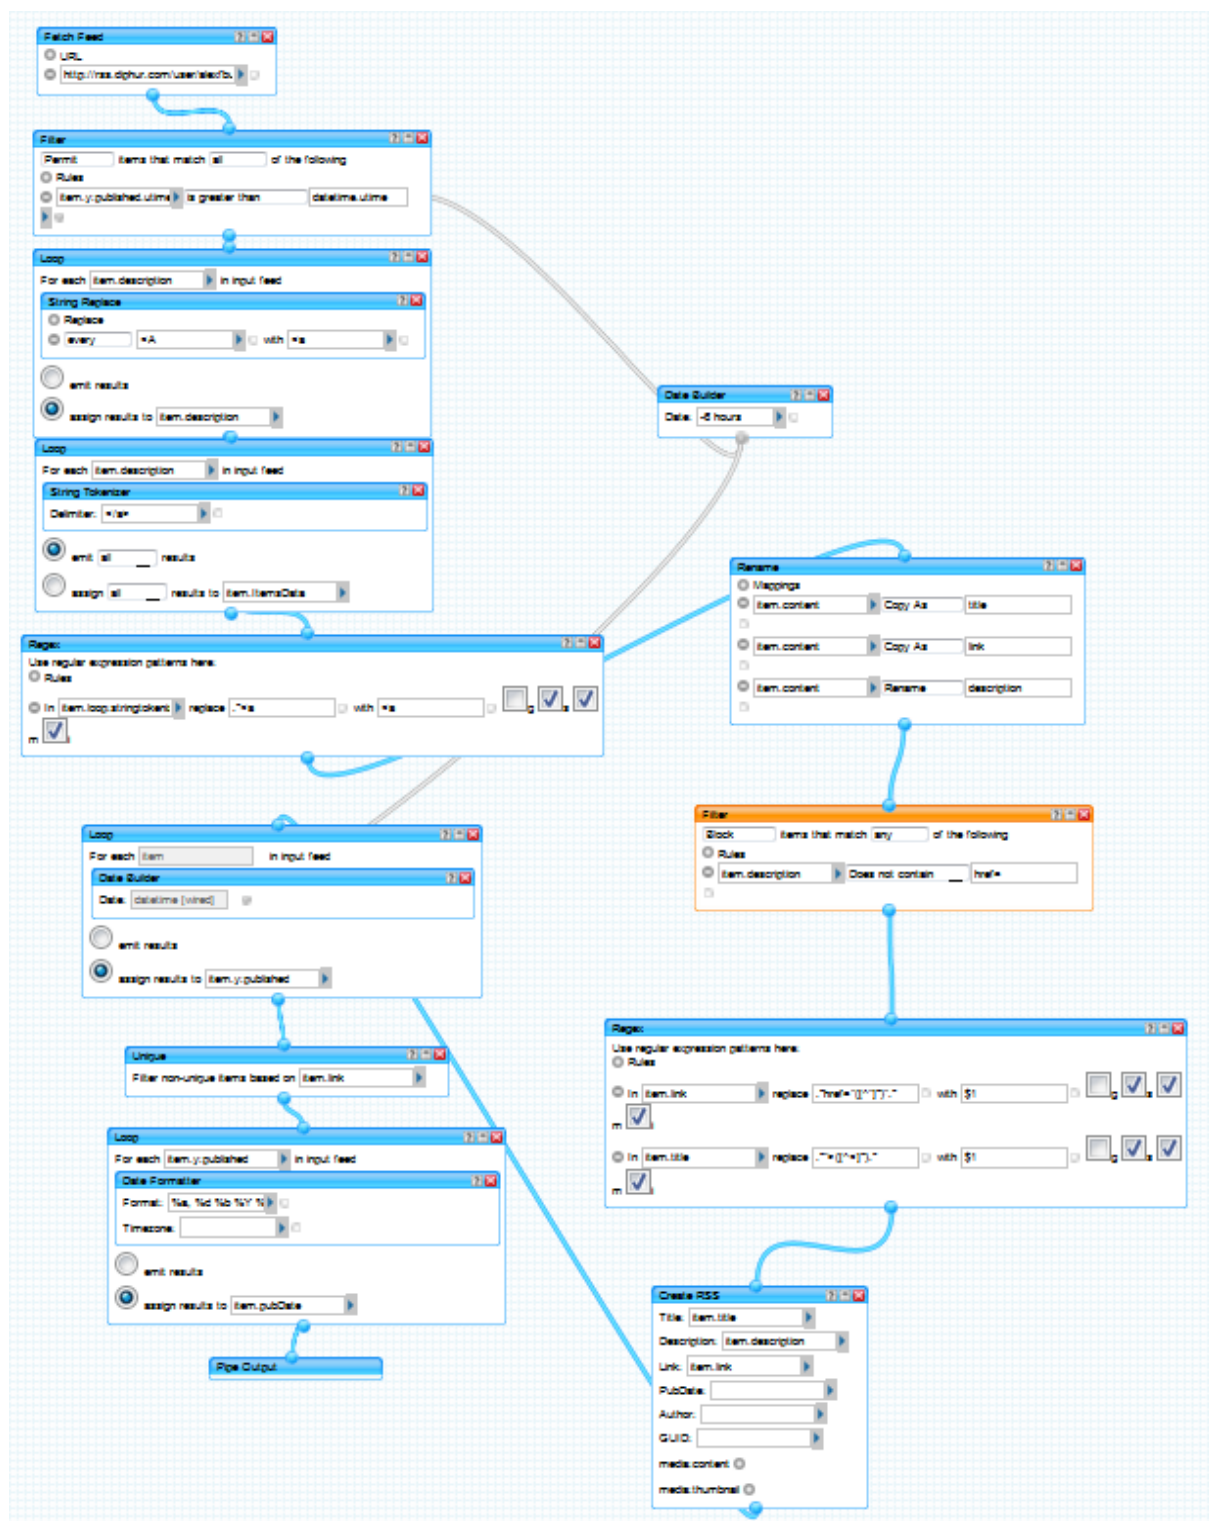 Fetch Feed
URL
Filter
Permit items that match all of the following
Rules
item.y.published.utime is greater than datetime.utime
Loop
For each item.description in input feed
String Replace
Replace
every with
emit results
assign results to item.description
Date Builder
Date: -6 hours
Loop
For each item.description in input feed
String Tokenizer
Delimiter:
emit all results
assign all results to item.itemsData
Rename
Mappings
item.content Copy As title
item.content Copy As link
item.content Rename description
Regex
Use regular expression patterns here:
Rules
In item.loop:stringtokeni replace with g s
m i
Filter
Block items that match any of the following
Rules
item.description Does not contain href=
Loop
For each item in input feed
Date Builder
Date: datetime [wired]
emit results
assign results to item.y.published
Regex
Use regular expression patterns here:
Rules
In item.link replace with $1 g s
m i
In item.title replace with $1 g s
m i
Unique
Filter non-unique items based on item.link
Loop
For each item.y.published in input feed
Date Formatter
Format: %a, %d %b %Y %
Timezone:
emit results
assign results to item.pubDate
Pipe Output
Create RSS
Title: item.title
Description: item.description
Link: item.link
PubDate:
Author:
GUID:
media:content
media:thumbnail